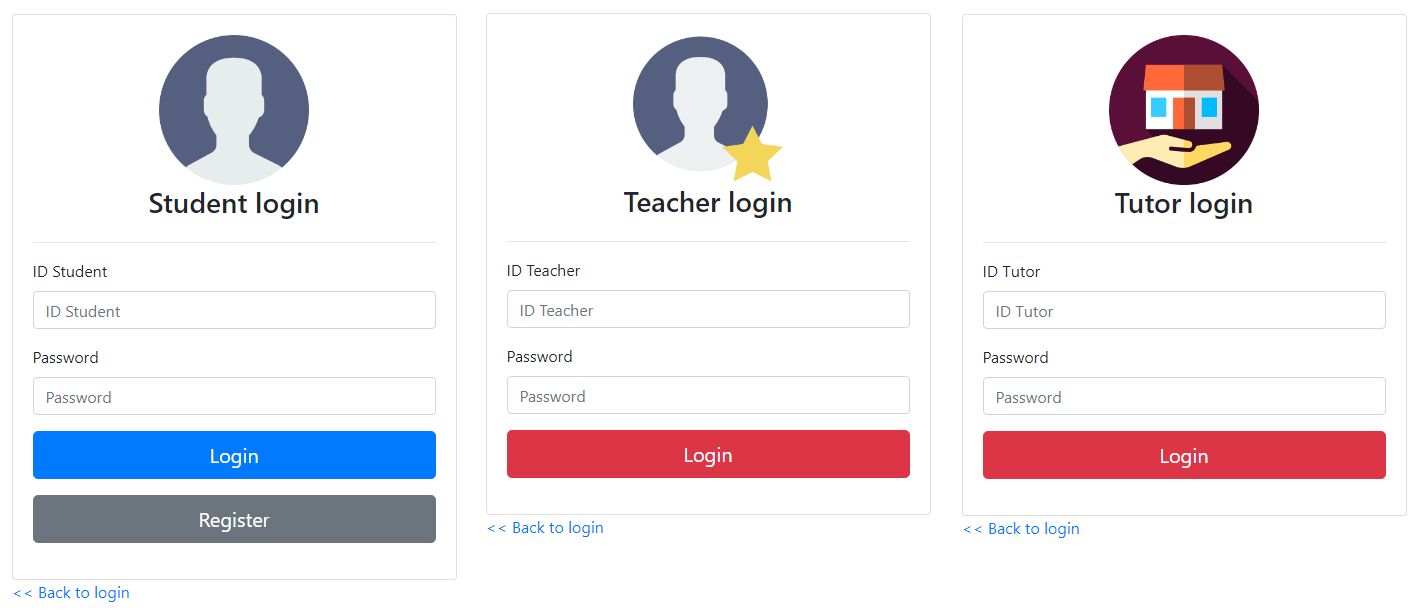 Student login
ID Student
ID Student
Password
Password
Login
Register
<< Back to login
Teacher login
ID Teacher
ID Teacher
Password
Password
Login
<< Back to login
Tutor login
ID Tutor
ID Tutor
Password
Password
Login
<< Back to login